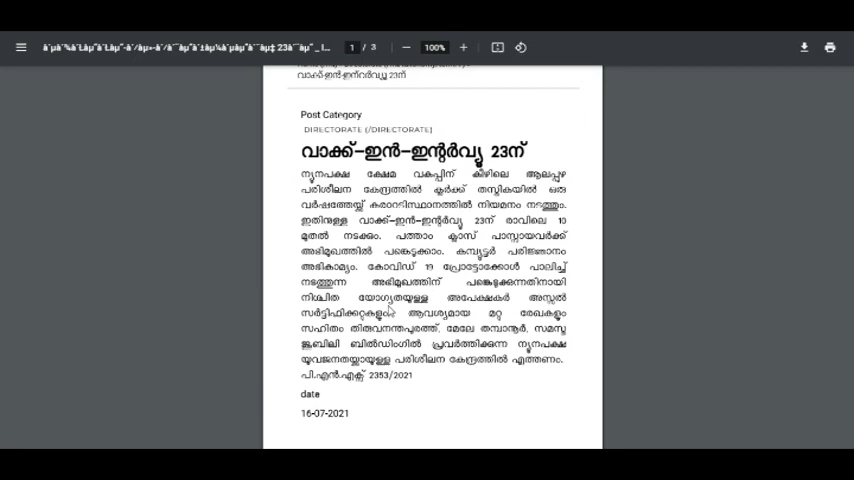 1 / 3
100%
വാക്ക്-ഇൻ-ഇന്റർവ്യൂ 23ന്
Post Category
DIRECTORATE (/DIRECTORATE)
വാക്ക്-ഇൻ-ഇന്റർവ്യൂ 23ന്
ന്യൂനപക്ഷ ക്ഷേമ വകുപ്പിന് കീഴിലെ ആലപ്പുഴ
പരിശീലന കേന്ദ്രത്തിൽ ക്ലർക്ക് തസ്തികയിൽ ഒരു
വർഷത്തേയ്ക്ക് കരാറടിസ്ഥാനത്തിൽ നിയമനം നടത്തും.
ഇതിനുള്ള വാക്ക്-ഇൻ-ഇന്റർവ്യൂ 23ന് രാവിലെ 10
മുതൽ നടക്കും. പത്താം ക്ലാസ് പാസ്സായവർക്ക്
അഭിമുഖത്തിൽ പങ്കെടുക്കാം. കമ്പ്യൂട്ടർ പരിജ്ഞാനം
അഭികാമ്യം. കോവിഡ് 19 പ്രോട്ടോക്കോൾ പാലിച്ച്
നടത്തുന്ന അഭിമുഖത്തിന് പങ്കെടുക്കുന്നതിനായി
നിശ്ചിത യോഗ്യതയുള്ള അപേക്ഷകർ അസ്സൽ
സർട്ടിഫിക്കറ്റുകളും ആവശ്യമായ മറ്റു രേഖകളും
സഹിതം തിരുവനന്തപുരത്ത്, മേലേ തമ്പാനൂർ, സമസ്ത
ജൂബിലി ബിൽഡിംഗിൽ പ്രവർത്തിക്കുന്ന ന്യൂനപക്ഷ
യുവജനതയ്ക്കായുള്ള പരിശീലന കേന്ദ്രത്തിൽ എത്തണം.
പി.എൻ.എക്സ് 2353/2021
date
16-07-2021